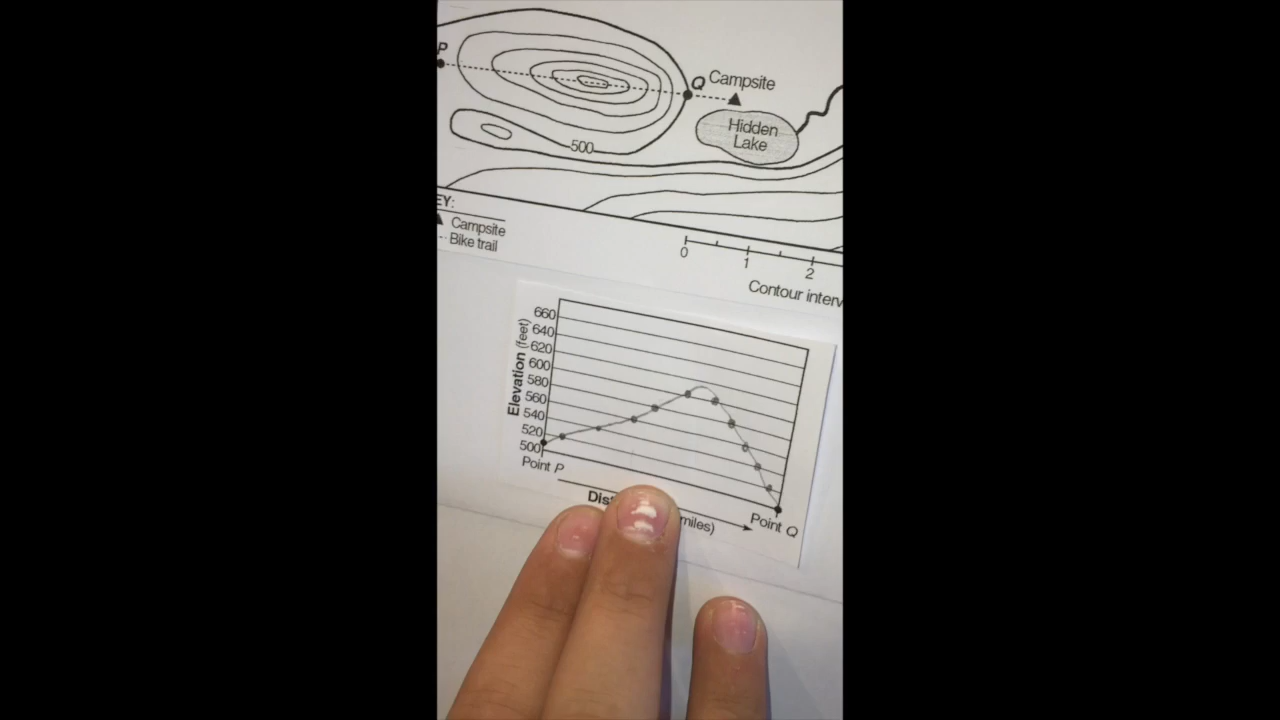 P
Q Campsite
Hidden
Lake
500
EY:
Campsite
Bike trail
0 1 2
Contour interv
Elevation (feet)
660
640
620
600
580
560
540
520
500
Point P
Dis
miles)
Point Q